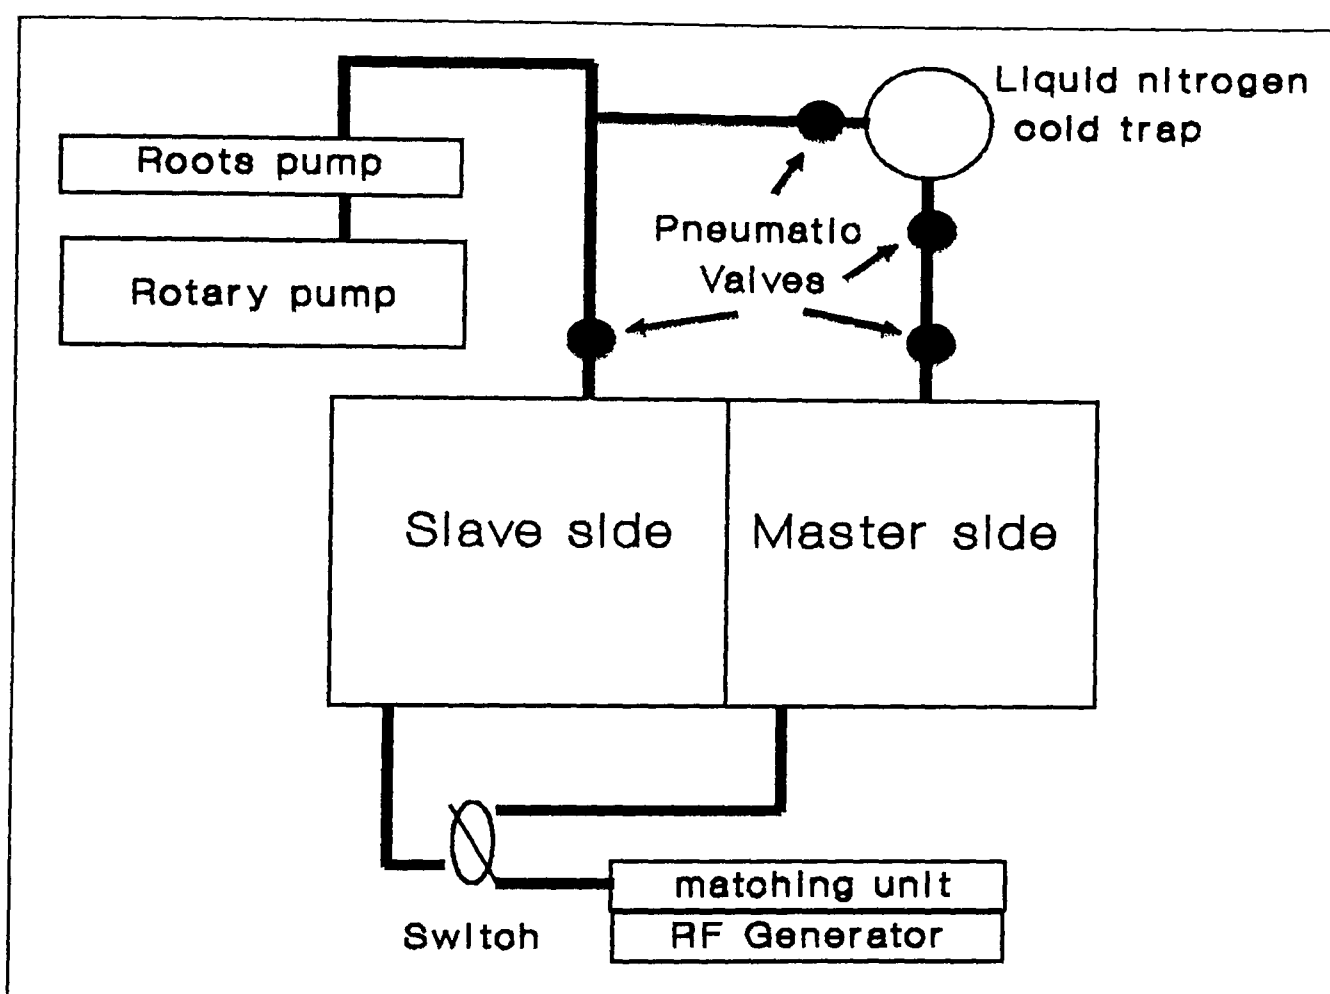 Liquid nitrogen
cold trap
Roots pump
Pneumatic
Valves
Rotary pump
Slave side
Master side
matching unit
Switch
RF Generator